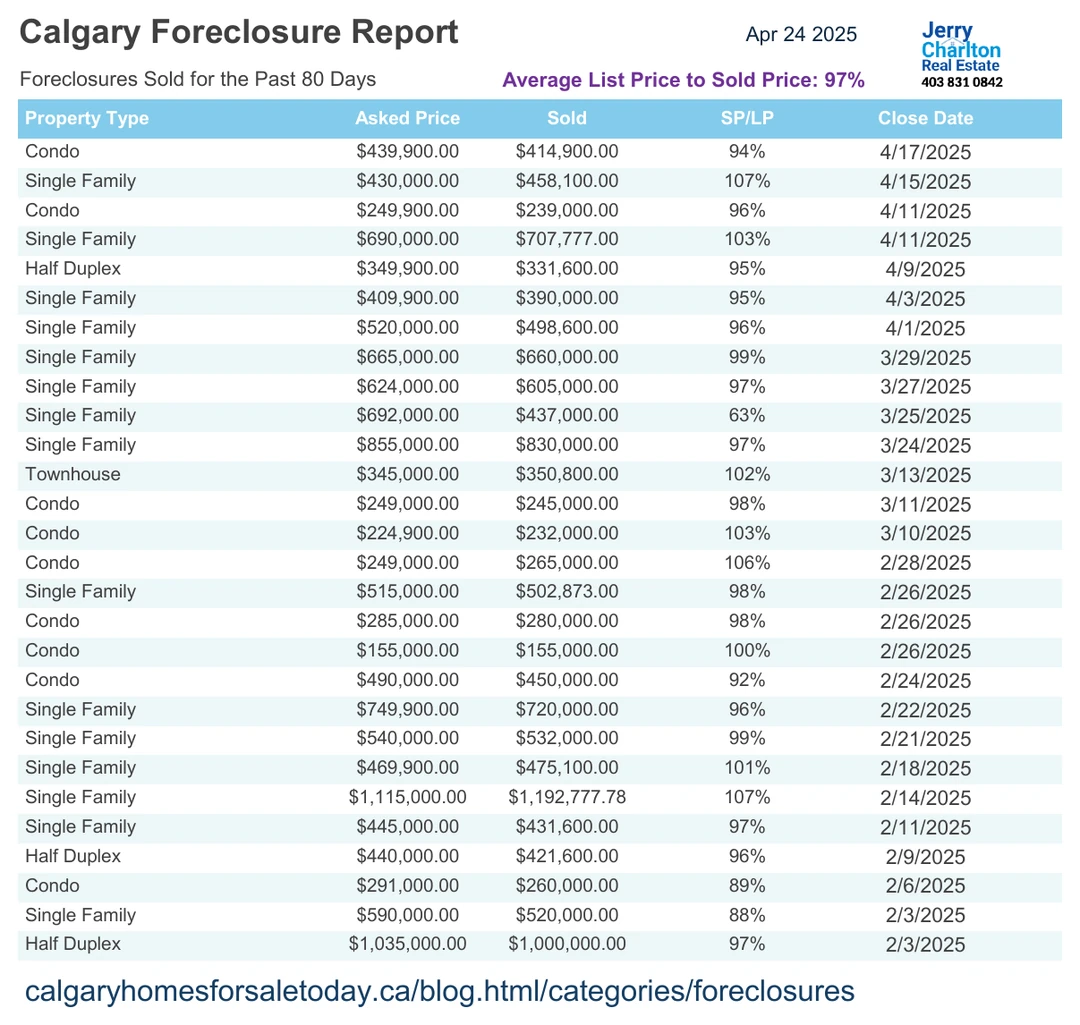 Calgary Foreclosure Report
Apr 24 2025
Jerry
Charlton
Real Estate
403 831 0842
Foreclosures Sold for the Past 80 Days
Average List Price to Sold Price: 97%
Property Type Asked Price Sold SP/LP Close Date
Condo $439,900.00 $414,900.00 94% 4/17/2025
Single Family $430,000.00 $458,100.00 107% 4/15/2025
Condo $249,900.00 $239,000.00 96% 4/11/2025
Single Family $690,000.00 $707,777.00 103% 4/11/2025
Half Duplex $349,900.00 $331,600.00 95% 4/9/2025
Single Family $409,900.00 $390,000.00 95% 4/3/2025
Single Family $520,000.00 $498,600.00 96% 4/1/2025
Single Family $665,000.00 $660,000.00 99% 3/29/2025
Single Family $624,000.00 $605,000.00 97% 3/27/2025
Single Family $692,000.00 $437,000.00 63% 3/25/2025
Single Family $855,000.00 $830,000.00 97% 3/24/2025
Townhouse $345,000.00 $350,800.00 102% 3/13/2025
Condo $249,000.00 $245,000.00 98% 3/11/2025
Condo $224,900.00 $232,000.00 103% 3/10/2025
Condo $249,000.00 $265,000.00 106% 2/28/2025
Single Family $515,000.00 $502,873.00 98% 2/26/2025
Condo $285,000.00 $280,000.00 98% 2/26/2025
Condo $155,000.00 $155,000.00 100% 2/26/2025
Condo $490,000.00 $450,000.00 92% 2/24/2025
Single Family $749,900.00 $720,000.00 96% 2/22/2025
Single Family $540,000.00 $532,000.00 99% 2/21/2025
Single Family $469,900.00 $475,100.00 101% 2/18/2025
Single Family $1,115,000.00 $1,192,777.78 107% 2/14/2025
Single Family $445,000.00 $431,600.00 97% 2/11/2025
Half Duplex $440,000.00 $421,600.00 96% 2/9/2025
Condo $291,000.00 $260,000.00 89% 2/6/2025
Single Family $590,000.00 $520,000.00 88% 2/3/2025
Half Duplex $1,035,000.00 $1,000,000.00 97% 2/3/2025
calgaryhomesforsaletoday.ca/blog.html/categories/foreclosures